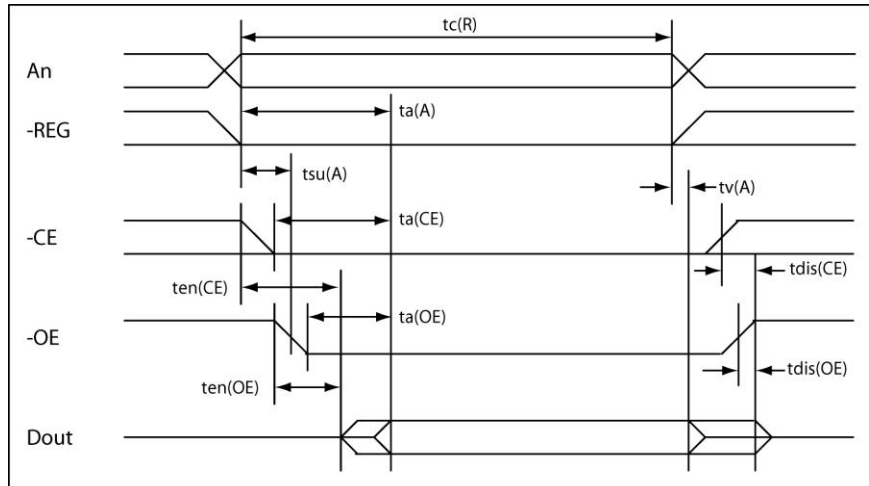 tc(R)
An
ta(A)
-REG
tsu(A)
tv(A)
-CE
ta(CE)
tdis(CE)
ten(CE)
ta(OE)
-OE
tdis(OE)
ten(OE)
Dout